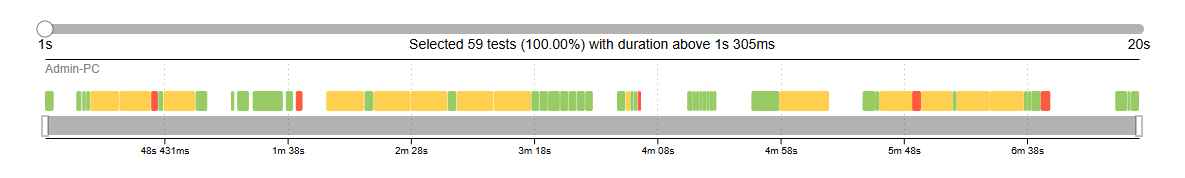 1s Selected 59 tests (100.00%) with duration above 1s 305ms 20s
Admin-PC
48s 431ms 1m 38s 2m 28s 3m 18s 4m 08s 4m 58s 5m 48s 6m 38s